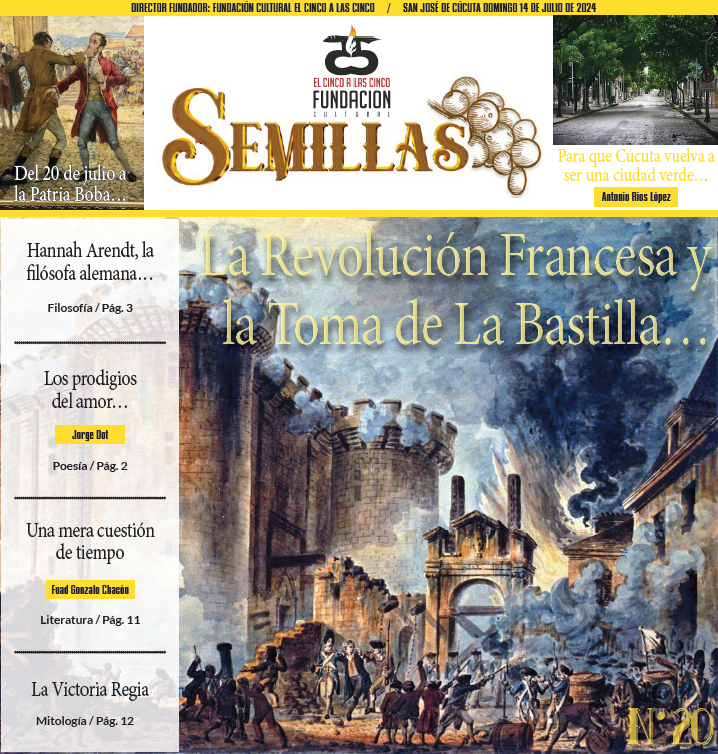 DIRECTOR FUNDADOR: FUNDACIÓN CULTURAL EL CINCO A LAS CINCO / SAN JOSÉ DE CÚCUTA DOMINGO 14 DE JULIO DE 2024
Del 20 de julio a
la Patria Boba…
25
EL CINCO A LAS CINCO
FUNDACION
CULTURAL
SEMILLAS
Para que Cúcuta vuelva a
ser una ciudad verde…
Antonio Ríos López
Hannah Arendt, la
filósofa alemana…
Filosofía / Pág. 3
Los prodigios
del amor…
Jorge Dot
Poesía / Pág. 2
Una mera cuestión
de tiempo
Fuad Gonzalo Chacón
Literatura / Pág. 11
La Victoria Regia
Mitología / Pág. 12
La Revolución Francesa y
la Toma de La Bastilla…
N° 20